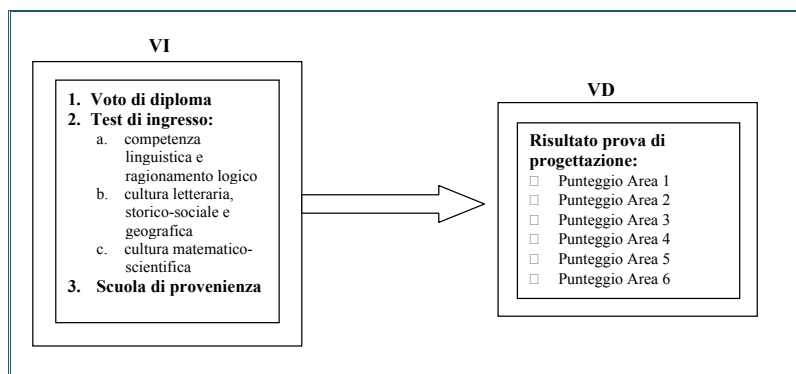 VI
1. Voto di diploma
2. Test di ingresso:
a. competenza
linguistica e
ragionamento logico
b. cultura letteraria,
storico-sociale e
geografica
c. cultura matematico-
scientifica
3. Scuola di provenienza
VD
Risultato prova di
progettazione:
□ Punteggio Area 1
□ Punteggio Area 2
□ Punteggio Area 3
□ Punteggio Area 4
□ Punteggio Area 5
□ Punteggio Area 6